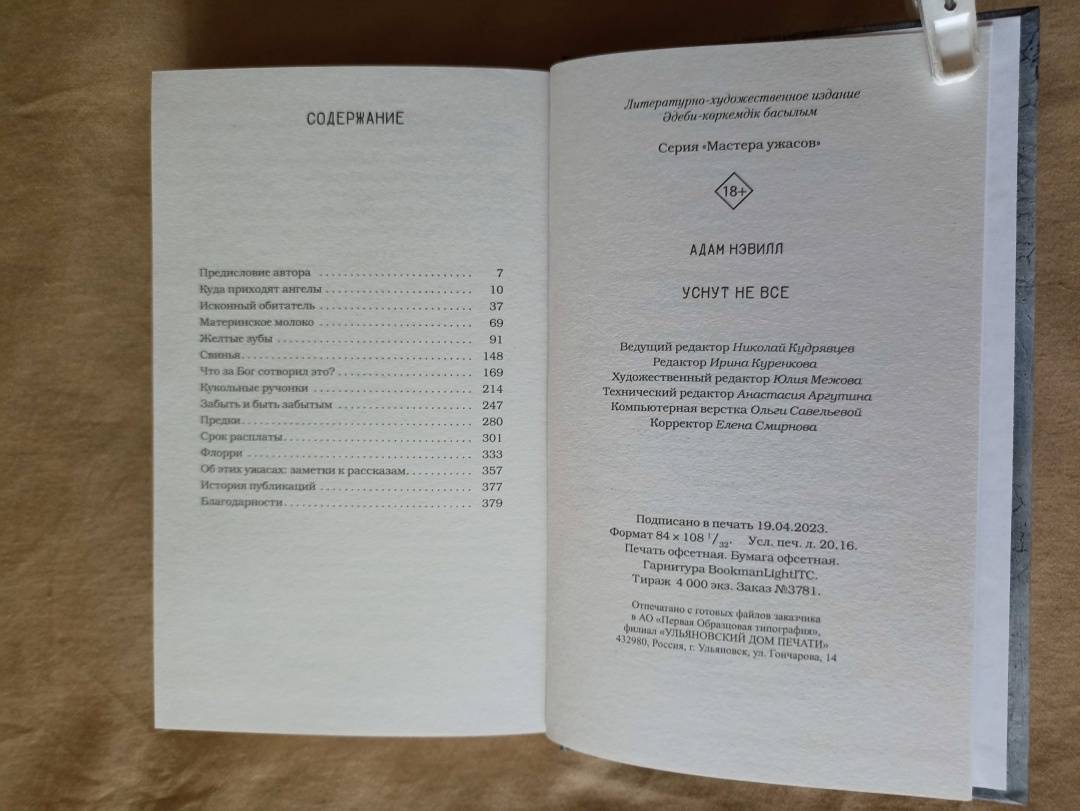 СОДЕРЖАНИЕ
Предисловие автора 7
Куда приходят ангелы 10
Исконный обитатель 37
Материнское молоко 69
Желтые зубы 91
Свинья 148
Что за Бог сотворил это? 169
Кукольные ручонки 214
Забыть и быть забытым 247
Предки 280
Срок расплаты 301
Флорри 333
Об этих ужасах: заметки к рассказам 357
История публикаций 377
Благодарности 379
Литературно-художественное издание
Әдеби-көркемдік басылым
Серия «Мастера ужасов»
18+
АДАМ НЭВИЛЛ
УСНУТ НЕ ВСЕ
Ведущий редактор Николай Кудрявцев
Редактор Ирина Куренкова
Художественный редактор Юлия Межова
Технический редактор Анастасия Аргутина
Компьютерная верстка Ольги Савельевой
Корректор Елена Смирнова
Подписано в печать 19.04.2023.
Формат 84 × 108 1/32. Усл. печ. л. 20,16.
Печать офсетная. Бумага офсетная.
Гарнитура BookmanLightITC.
Тираж 4 000 экз. Заказ №3781.
Отпечатано с готовых файлов заказчика
в АО «Первая Образцовая типография»,
филиал «УЛЬЯНОВСКИЙ ДОМ ПЕЧАТИ»
432980, Россия, г. Ульяновск, ул. Гончарова, 14